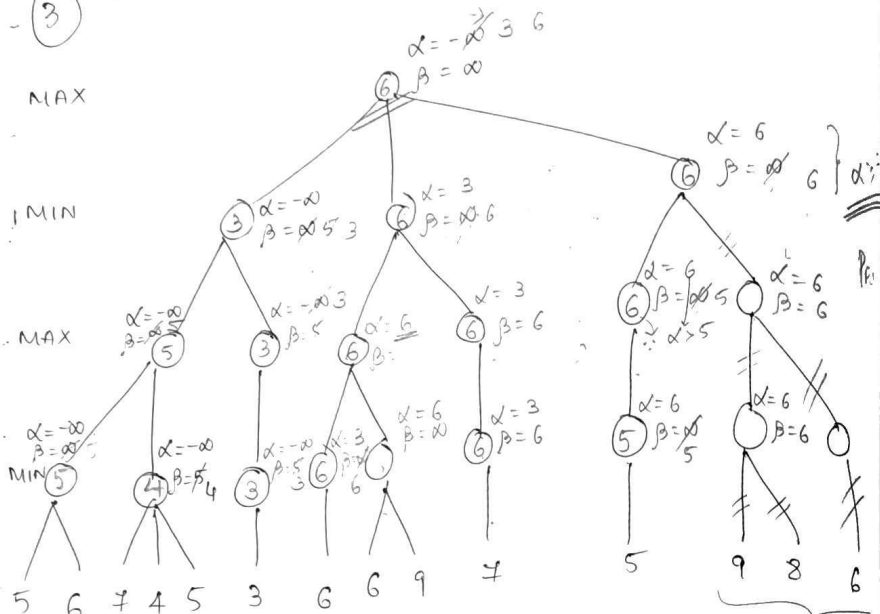 3
α = -∞ 3 6
β = ∞
6
MAX
α = 6
β = ∞ 6
6
MIN
3
α = -∞
β = ∞ 5 3
6
α = 3
β = ∞ 6
MAX
α = -∞
β = ∞ 5
5
α = -∞ 3
β = 5
3
α = 6
β =
6
α = 3
β = 6
6
α = 6
β = ∞ 5
6
∴ α > 5
α = 6
β = 6
MIN
α = -∞
β = ∞ 5
5
α = -∞
β = 5 4
4
α = -∞
β = 5 3
3
α = 3
β = ∞ 6
6
α = 6
β = ∞
α = 3
β = 6
6
α = 6
β = ∞ 5
5
α = 6
β = 6
5 6 7 4 5 3 6 6 9 7 5 9 8 6